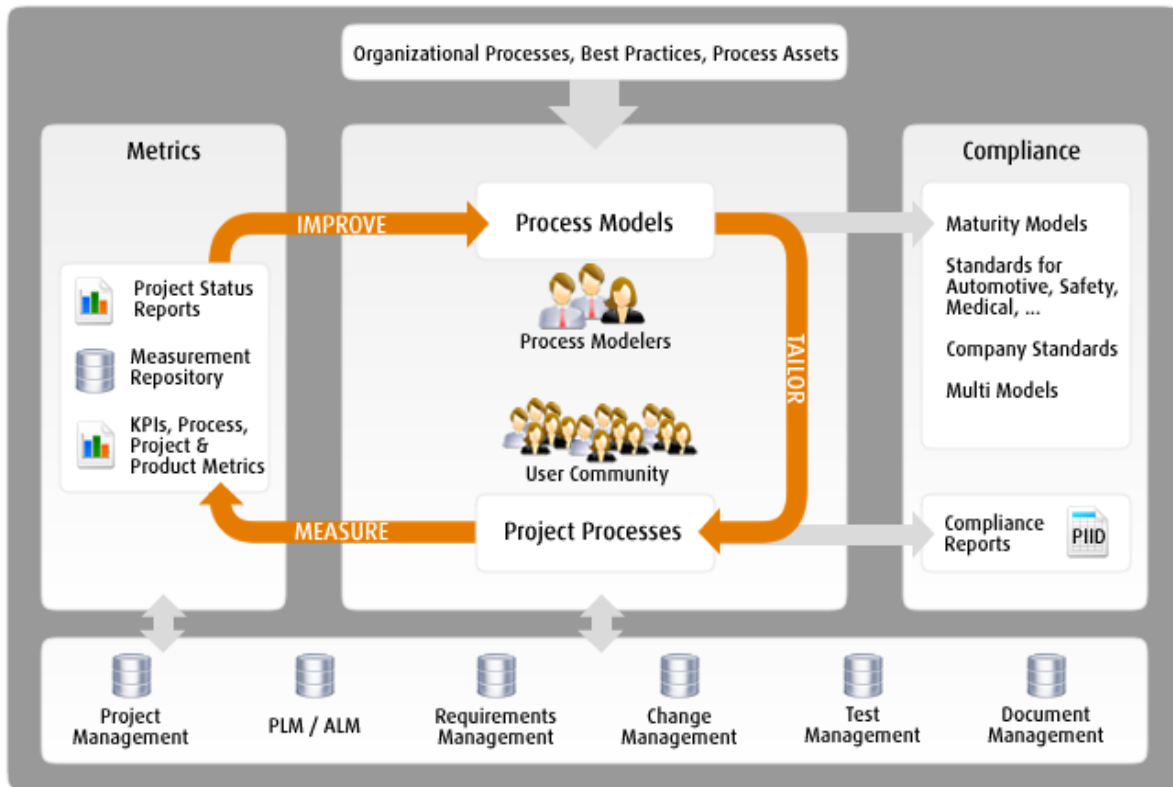 Organizational Processes, Best Practices, Process Assets
Metrics
IMPROVE
Project Status
Reports
Measurement
Repository
KPIs, Process,
Project &
Product Metrics
MEASURE
Process Models
Process Modelers
TAILOR
User Community
Project Processes
Compliance
Maturity Models
Standards for
Automotive, Safety,
Medical, ...
Company Standards
Multi Models
Compliance
Reports
PIID
Project
Management
PLM / ALM
Requirements
Management
Change
Management
Test
Management
Document
Management